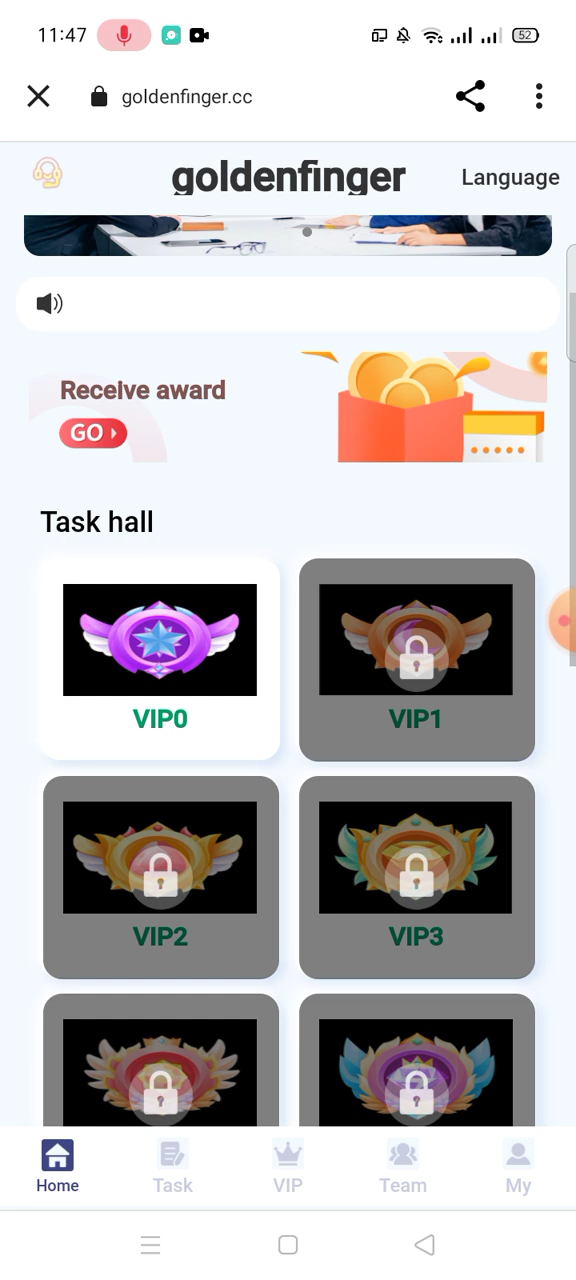 11:47
52
goldenfinger.cc
goldenfinger
Language
Receive award
GO
Task hall
VIP0
VIP1
VIP2
VIP3
Home
Task
VIP
Team
My